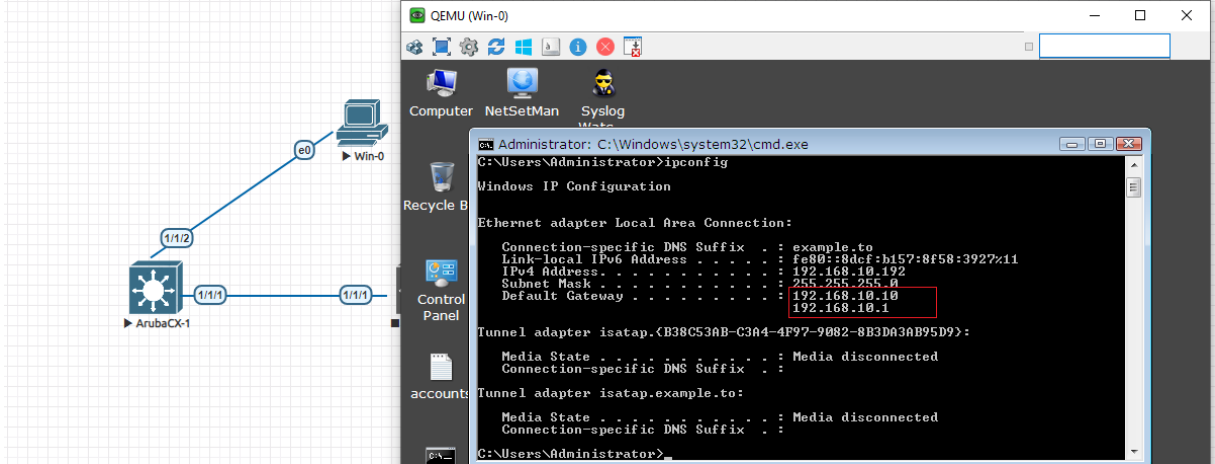 QEMU (Win-0)
Computer
NetSetMan
Syslog
e0
Win-0
Recycle B
1/1/2
1/1/1
1/1/1
ArubaCX-1
Control
Panel
accounts
Administrator: C:\Windows\system32\cmd.exe
C:\Users\Administrator>ipconfig
Windows IP Configuration
Ethernet adapter Local Area Connection:
Connection-specific DNS Suffix . : example.to
Link-local IPv6 Address . . . . . : fe80::8dcf:b157:8f58:3927%11
IPv4 Address. . . . . . . . . . . : 192.168.10.192
Subnet Mask . . . . . . . . . . . : 255.255.255.0
Default Gateway . . . . . . . . . : 192.168.10.10
192.168.10.1
Tunnel adapter isatap.{B38C53AB-C3A4-4F97-9082-8B3DA3AB95D9}:
Media State . . . . . . . . . . . : Media disconnected
Connection-specific DNS Suffix . :
Tunnel adapter isatap.example.to:
Media State . . . . . . . . . . . : Media disconnected
Connection-specific DNS Suffix . :
C:\Users\Administrator>_